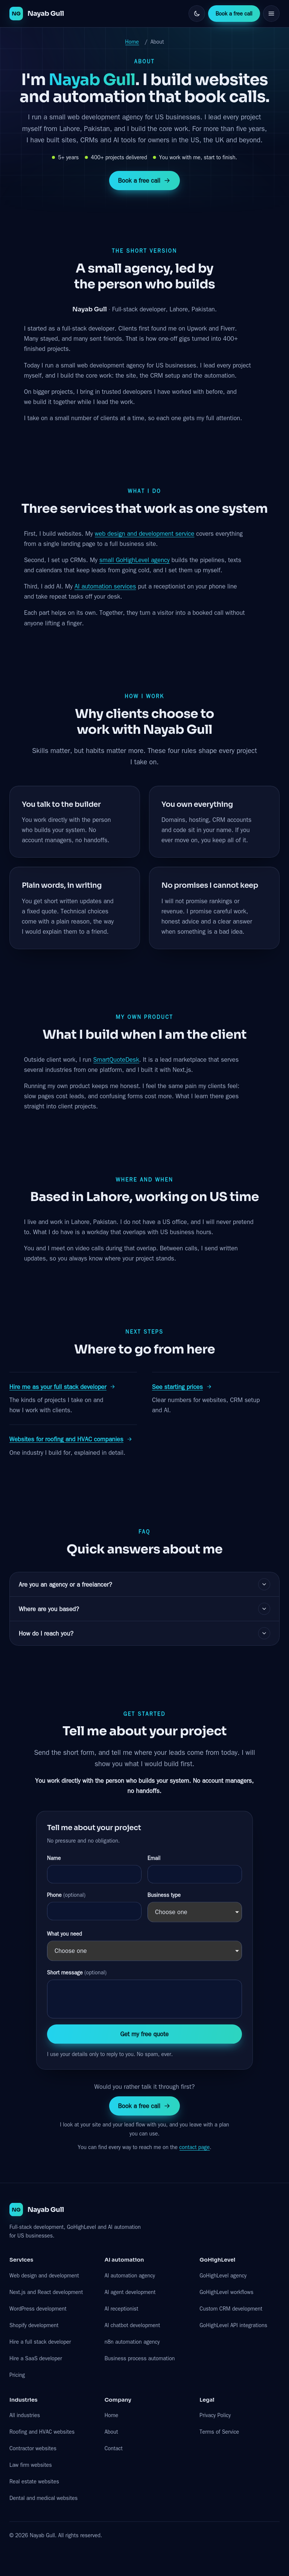 NG Nayab Gull
Book a free call
Home / About
ABOUT
I'm Nayab Gull. I build websites
and automation that book calls.
I run a small web development agency for US businesses. I lead every project
myself, from Lahore, Pakistan, and I build the core work. For more than five years,
I have built sites, CRMs and AI tools for owners in the US, the UK and beyond.
5+ years 400+ projects delivered You work with me, start to finish.
Book a free call
THE SHORT VERSION
A small agency, led by
the person who builds
Nayab Gull · Full-stack developer, Lahore, Pakistan.
I started as a full-stack developer. Clients first found me on Upwork and Fiverr.
Many stayed, and many sent friends. That is how one-off gigs turned into 400+
finished projects.
Today I run a small web development agency for US businesses. I lead every project
myself, and I build the core work: the site, the CRM setup and the automation.
On bigger projects, I bring in trusted developers I have worked with before, and
we build it together while I lead the work.
I take on a small number of clients at a time, so each one gets my full attention.
WHAT I DO
Three services that work as one system
First, I build websites. My web design and development service covers everything
from a single landing page to a full business site.
Second, I set up CRMs. My small GoHighLevel agency builds the pipelines, texts
and calendars that keep leads from going cold, and I set them up myself.
Third, I add AI. My AI automation services put a receptionist on your phone line
and take repeat tasks off your desk.
Each part helps on its own. Together, they turn a visitor into a booked call without
anyone lifting a finger.
HOW I WORK
Why clients choose to
work with Nayab Gull
Skills matter, but habits matter more. These four rules shape every project
I take on.
You talk to the builder
You work directly with the person
who builds your system. No
account managers, no handoffs.
You own everything
Domains, hosting, CRM accounts
and code sit in your name. If you
ever move on, you keep all of it.
Plain words, in writing
You get short written updates and
a fixed quote. Technical choices
come with a plain reason, the way
I would explain them to a friend.
No promises I cannot keep
I will not promise rankings or
revenue. I promise careful work,
honest advice and a clear answer
when something is a bad idea.
MY OWN PRODUCT
What I build when I am the client
Outside client work, I run SmartQuoteDesk. It is a lead marketplace that serves
several industries from one platform, and I built it with Next.js.
Running my own product keeps me honest. I feel the same pain my clients feel:
slow pages cost leads, and confusing forms cost more. What I learn there goes
straight into client projects.
WHERE AND WHEN
Based in Lahore, working on US time
I live and work in Lahore, Pakistan. I do not have a US office, and I will never pretend
to. What I do have is a workday that overlaps with US business hours.
You and I meet on video calls during that overlap. Between calls, I send written
updates, so you always know where your project stands.
NEXT STEPS
Where to go from here
Hire me as your full stack developer
The kinds of projects I take on and
how I work with clients.
See starting prices
Clear numbers for websites, CRM setup
and AI.
Websites for roofing and HVAC companies
One industry I build for, explained in detail.
FAQ
Quick answers about me
Are you an agency or a freelancer?
Where are you based?
How do I reach you?
GET STARTED
Tell me about your project
Send the short form, and tell me where your leads come from today. I will
show you what I would build first.
You work directly with the person who builds your system. No account managers,
no handoffs.
Tell me about your project
No pressure and no obligation.
Name
Email
Phone (optional)
Business type
Choose one
What you need
Choose one
Short message (optional)
Get my free quote
I use your details only to reply to you. No spam, ever.
Would you rather talk it through first?
Book a free call
I look at your site and your lead flow with you, and you leave with a plan
you can use.
You can find every way to reach me on the contact page.
NG Nayab Gull
Full-stack development, GoHighLevel and AI automation
for US businesses.
Services
Web design and development
Next.js and React development
WordPress development
Shopify development
Hire a full stack developer
Hire a SaaS developer
Pricing
AI automation
AI automation agency
AI agent development
AI receptionist
AI chatbot development
n8n automation agency
Business process automation
GoHighLevel
GoHighLevel agency
GoHighLevel workflows
Custom CRM development
GoHighLevel API integrations
Industries
All industries
Roofing and HVAC websites
Contractor websites
Law firm websites
Real estate websites
Dental and medical websites
Company
Home
About
Contact
Legal
Privacy Policy
Terms of Service
© 2026 Nayab Gull. All rights reserved.